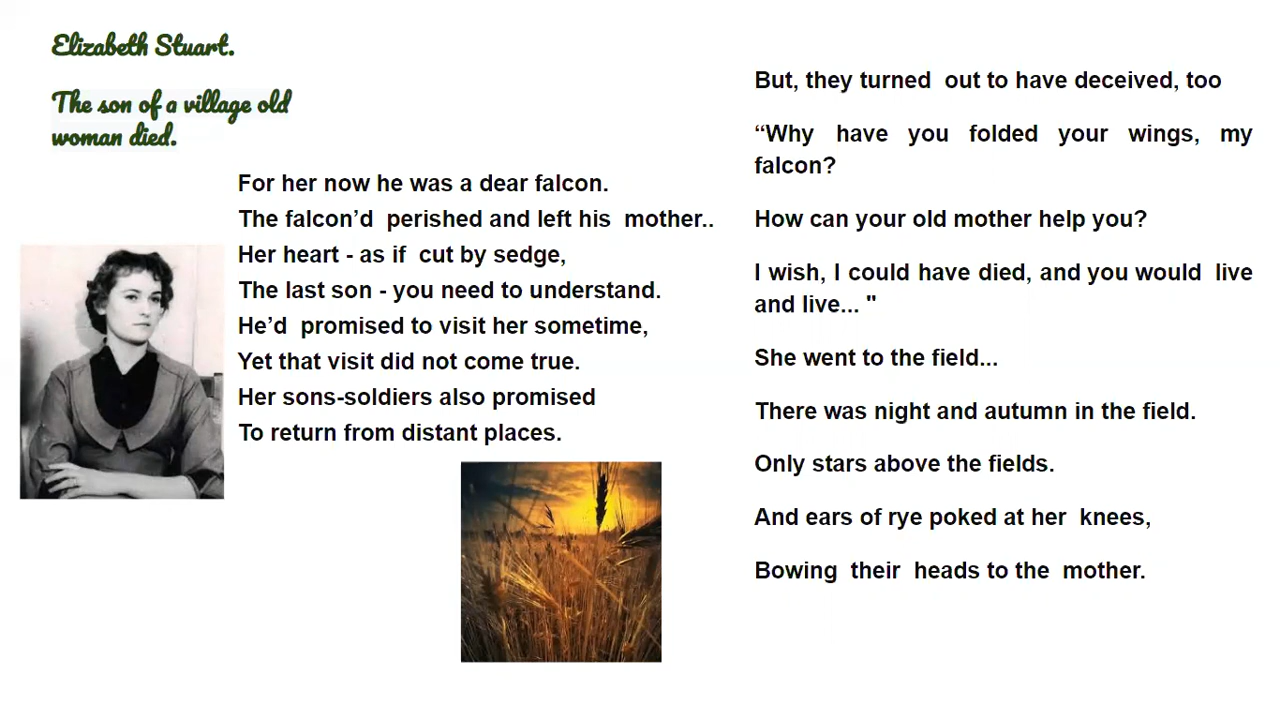 Elizabeth Stuart.
The son of a village old
woman died.
For her now he was a dear falcon.
The falcon’d perished and left his mother..
Her heart - as if cut by sedge,
The last son - you need to understand.
He’d promised to visit her sometime,
Yet that visit did not come true.
Her sons-soldiers also promised
To return from distant places.
But, they turned out to have deceived, too
“Why have you folded your wings, my
falcon?
How can your old mother help you?
I wish, I could have died, and you would live
and live... "
She went to the field...
There was night and autumn in the field.
Only stars above the fields.
And ears of rye poked at her knees,
Bowing their heads to the mother.